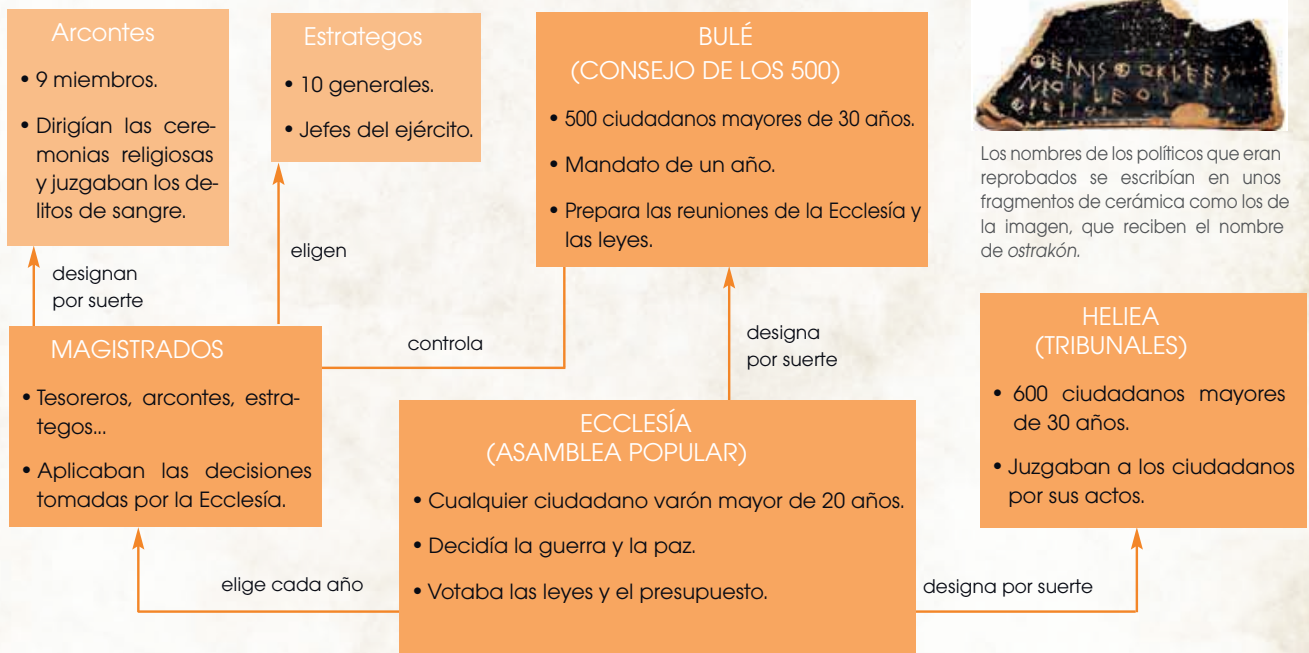 Arcontes
• 9 miembros.
• Dirigían las cere-
monias religiosas
y juzgaban los de-
litos de sangre.
Estrategos
• 10 generales.
• Jefes del ejército.
BULÉ
(CONSEJO DE LOS 500)
• 500 ciudadanos mayores de 30 años.
• Mandato de un año.
• Prepara las reuniones de la Ecclesía y
las leyes.
Los nombres de los políticos que eran
reprobados se escribían en unos
fragmentos de cerámica como los de
la imagen, que reciben el nombre
de ostrakón.
designan
por suerte
eligen
controla
designa
por suerte
MAGISTRADOS
• Tesoreros, arcontes, estra-
tegos...
• Aplicaban las decisiones
tomadas por la Ecclesía.
ECCLESÍA
(ASAMBLEA POPULAR)
• Cualquier ciudadano varón mayor de 20 años.
• Decidía la guerra y la paz.
• Votaba las leyes y el presupuesto.
HELIEA
(TRIBUNALES)
• 600 ciudadanos mayores
de 30 años.
• Juzgaban a los ciudadanos
por sus actos.
elige cada año
designa por suerte